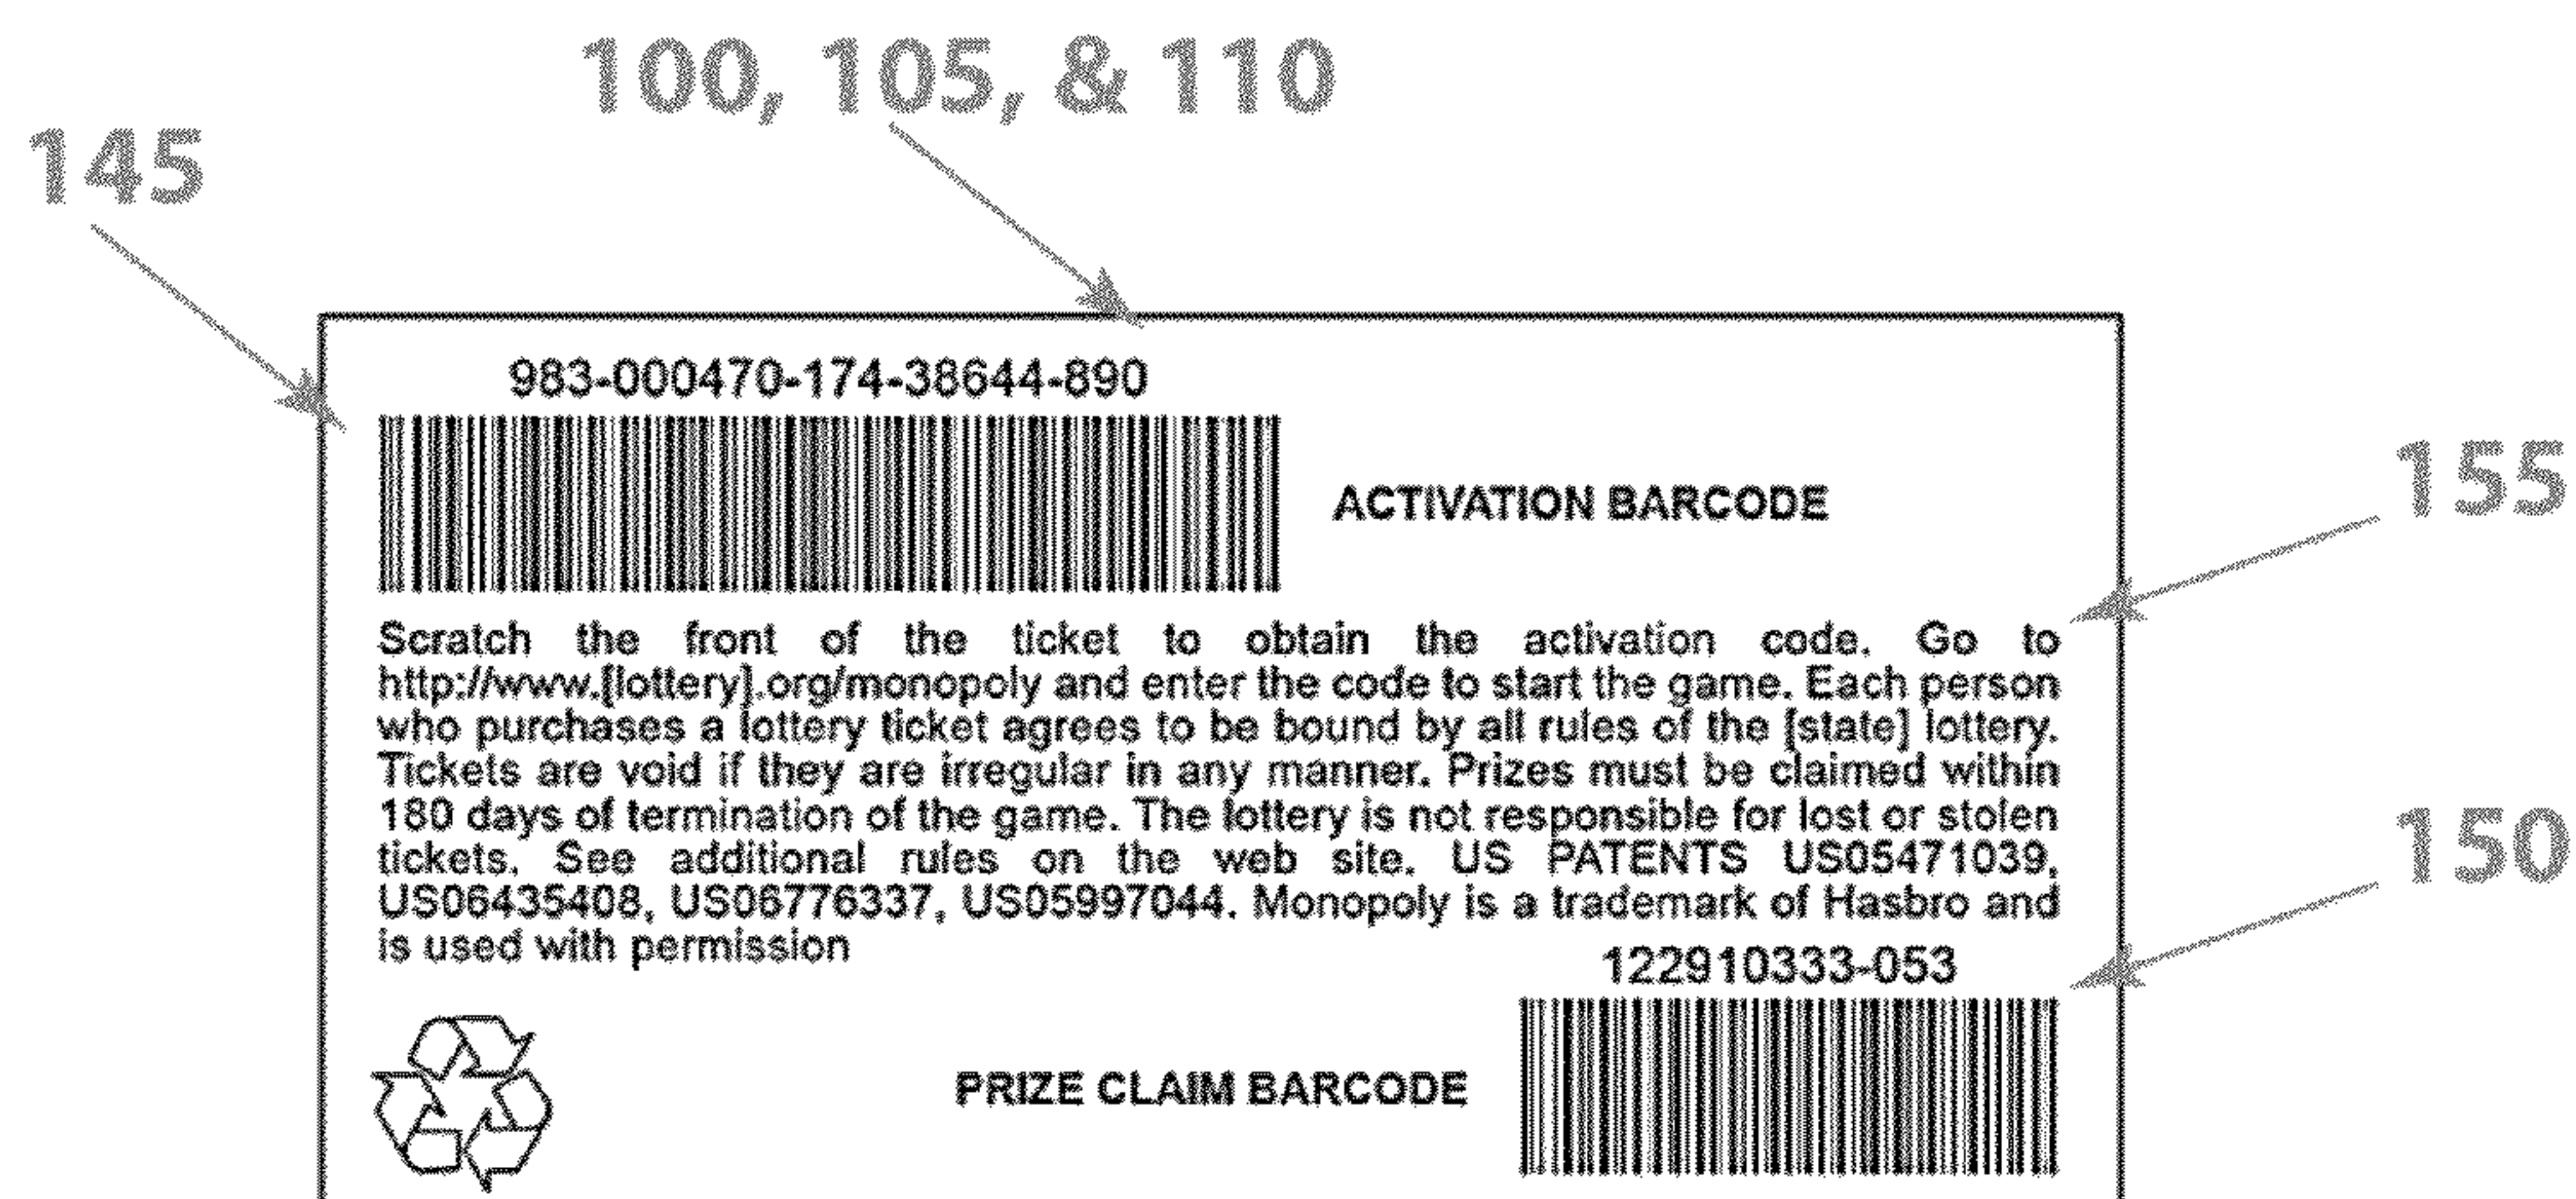 100, 105, & 110
145
983-000470-174-38644-890
ACTIVATION BARCODE
155
Scratch the front of the ticket to obtain the activation code. Go to
http://www.[lottery].org/monopoly and enter the code to start the game. Each person
who purchases a lottery ticket agrees to be bound by all rules of the [state] lottery.
Tickets are void if they are irregular in any manner. Prizes must be claimed within
180 days of termination of the game. The lottery is not responsible for lost or stolen
tickets. See additional rules on the web site. US PATENTS US05471039,
US06435408, US06776337, US05997044. Monopoly is a trademark of Hasbro and
is used with permission
150
122910333-053
PRIZE CLAIM BARCODE